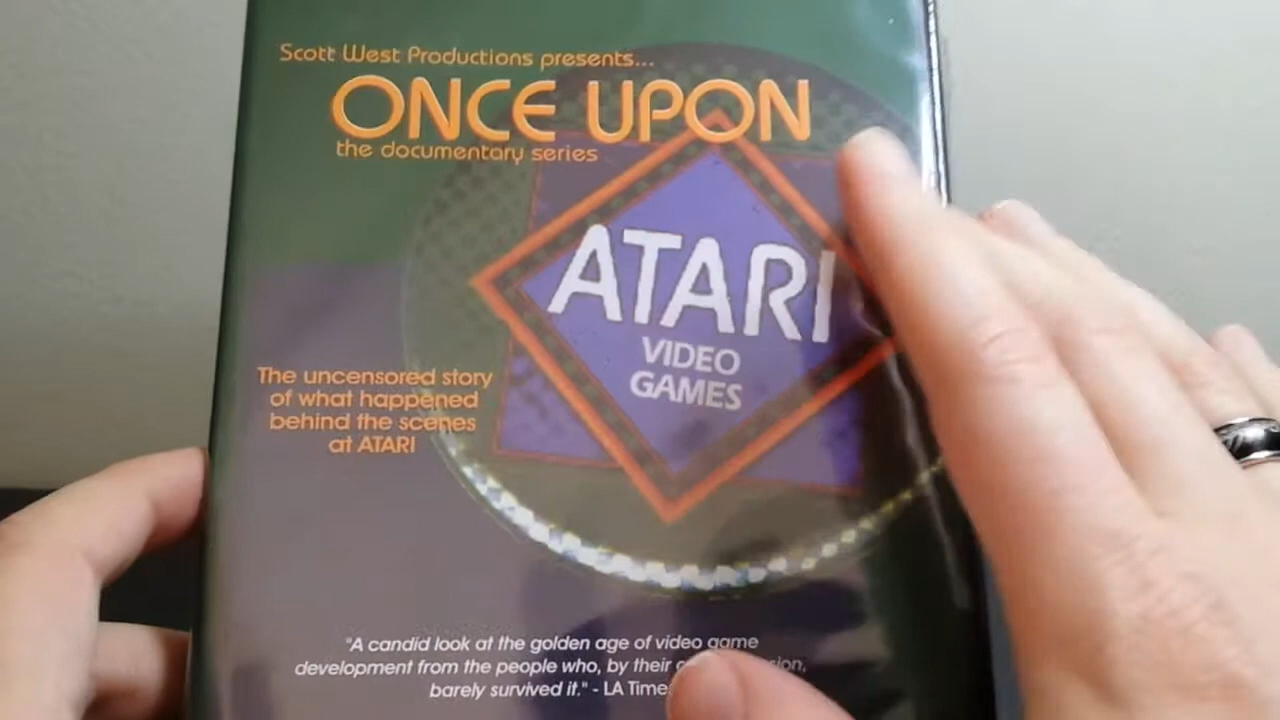 Scott West Productions presents...
ONCE UPON
the documentary series
ATARI
VIDEO
GAMES
The uncensored story
of what happened
behind the scenes
at ATARI
"A candid look at the golden age of video game
development from the people who, by their
barely survived it." - LA